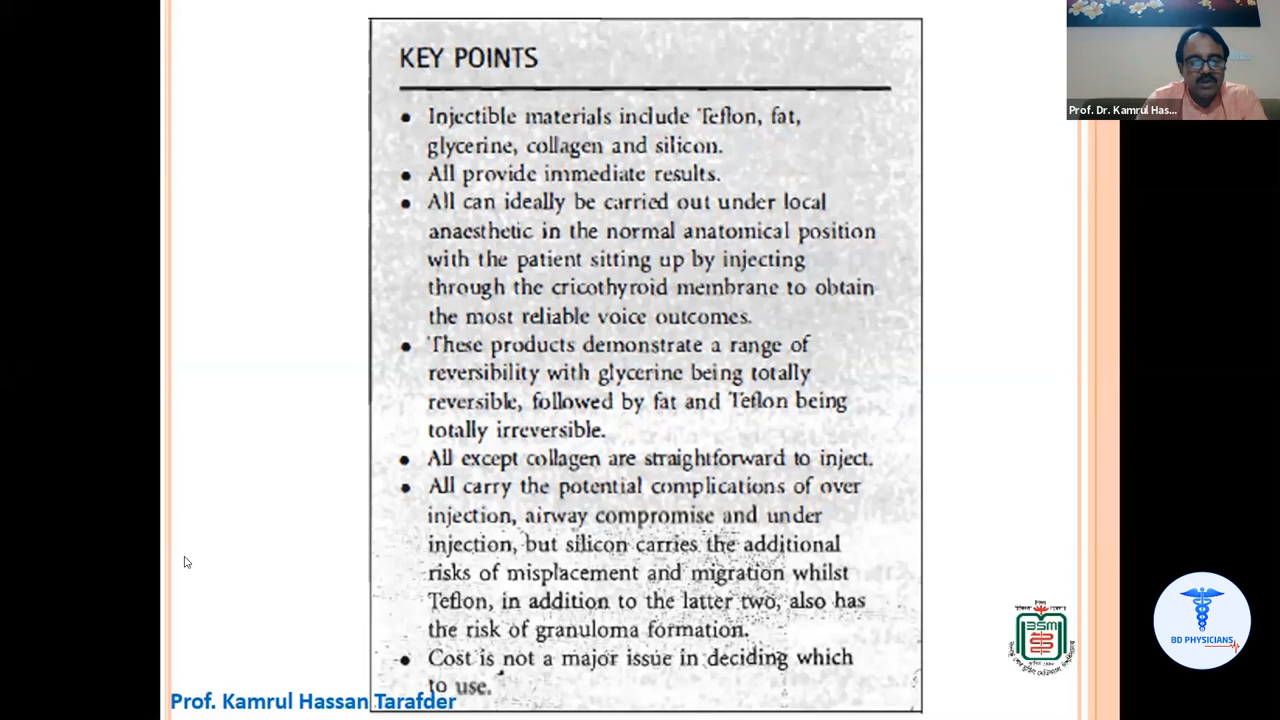 KEY POINTS
• Injectible materials include Teflon, fat,
glycerine, collagen and silicon.
• All provide immediate results.
• All can ideally be carried out under local
anaesthetic in the normal anatomical position
with the patient sitting up by injecting
through the cricothyroid membrane to obtain
the most reliable voice outcomes.
• These products demonstrate a range of
reversibility with glycerine being totally
reversible, followed by fat and Teflon being
totally irreversible.
• All except collagen are straightforward to inject.
• All carry the potential complications of over
injection, airway compromise and under
injection, but silicon carries the additional
risks of misplacement and migration whilst
Teflon, in addition to the latter two, also has
the risk of granuloma formation.
• Cost is not a major issue in deciding which
to use.
Prof. Kamrul Hassan Tarafder
Prof. Dr. Kamrul Has...
BSM
BD PHYSICIANS